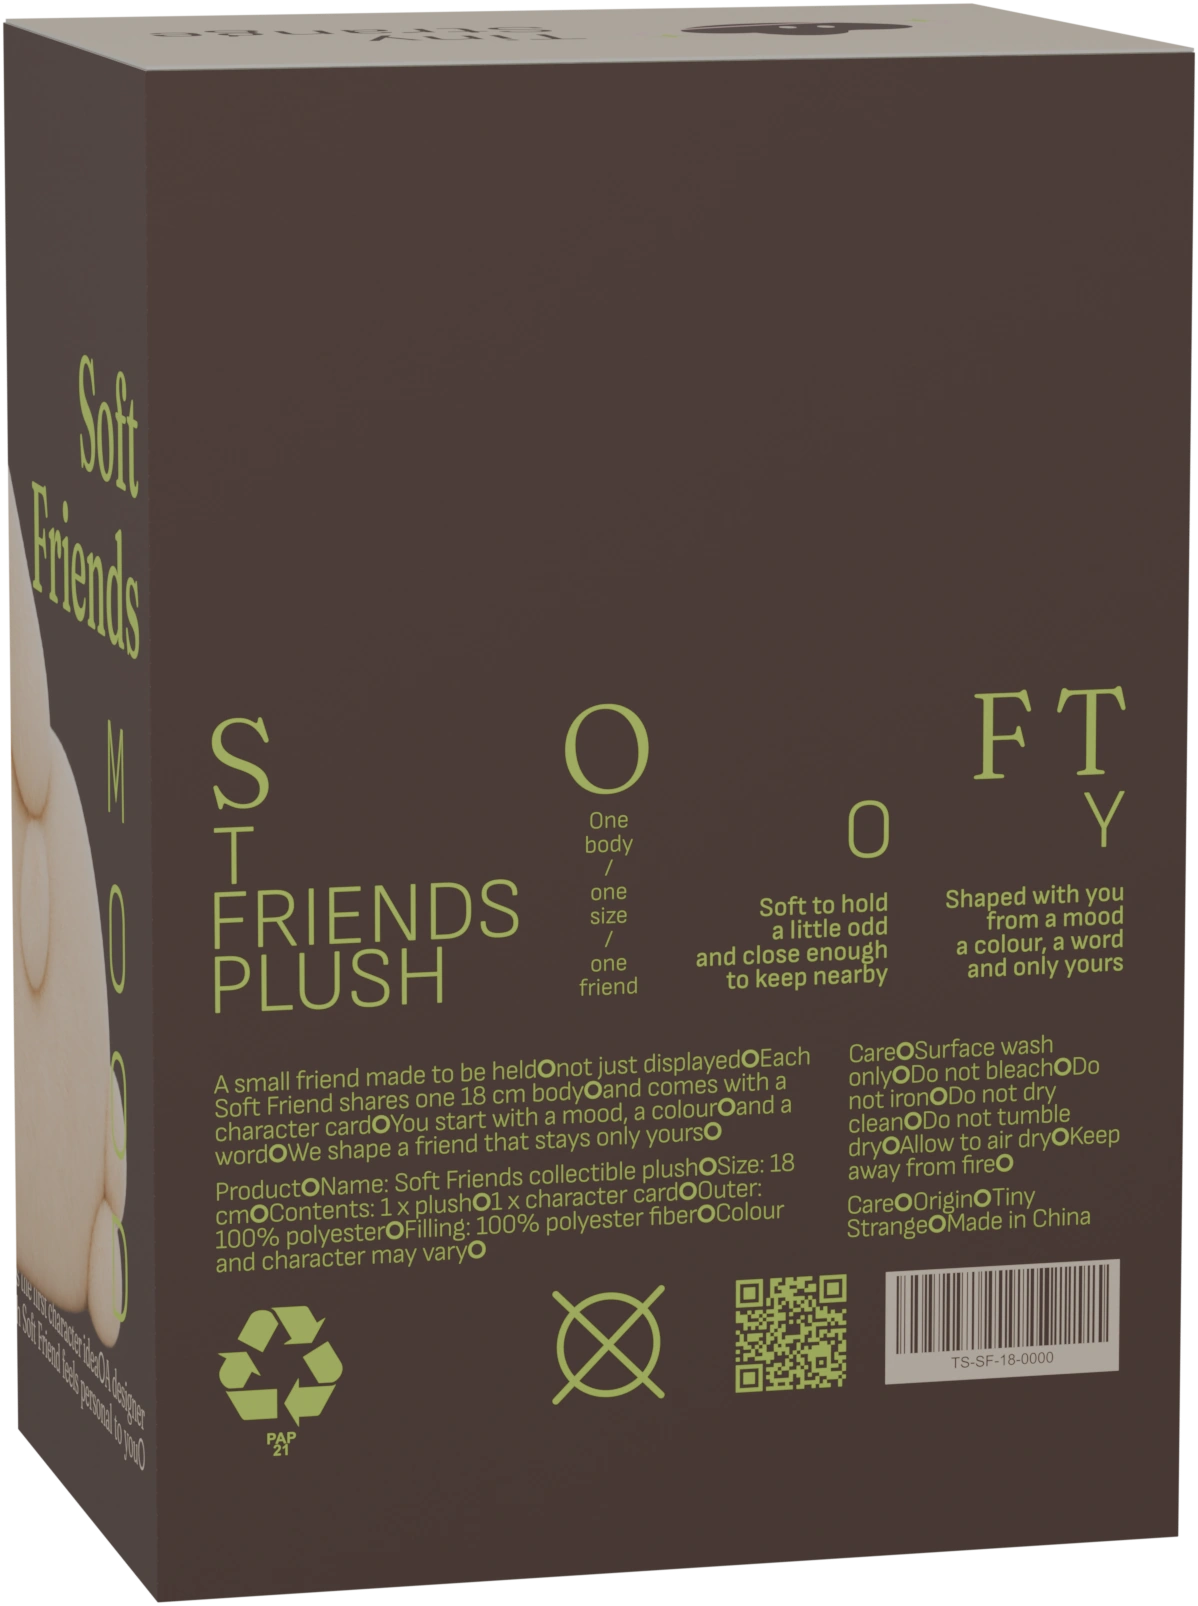 Tiny
Strange
Soft
Friends
M
O
O
D
S O F T
T O Y
FRIENDS
PLUSH
One
body
/
one
size
/
one
friend
Soft to hold
a little odd
and close enough
to keep nearby
Shaped with you
from a mood
a colour, a word
and only yours
A small friend made to be heldOnot just displayedOEach
Soft Friend shares one 18 cm bodyOand comes with a
character cardOYou start with a mood, a colourOand a
wordOWe shape a friend that stays only yoursO
ProductOName: Soft Friends collectible plushOSize: 18
cmOContents: 1 x plushO1 x character cardOOuter:
100% polyesterOFilling: 100% polyester fiberOColour
and character may varyO
CareOSurface wash
onlyODo not bleachODo
not ironODo not dry
cleanODo not tumble
dryOAllow to air dryOKeep
away from fireO
CareOOriginOTiny
StrangeOMade in China
the first character ideaOA designer
Soft Friend feels personal to youO
PAP
21
TS-SF-18-0000